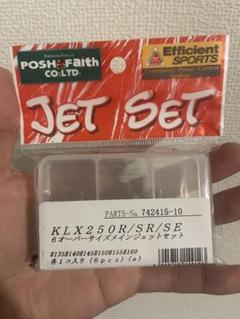 POSH Faith
CO.LTD.
Efficient
SPORTS
JET SET
PARTS-No. 742415-10
KLX250R/SR/SE
6オーバーサイズメインジェットセット
#135#140#145#150#155#160
各1コ入り (6pcs) (e)